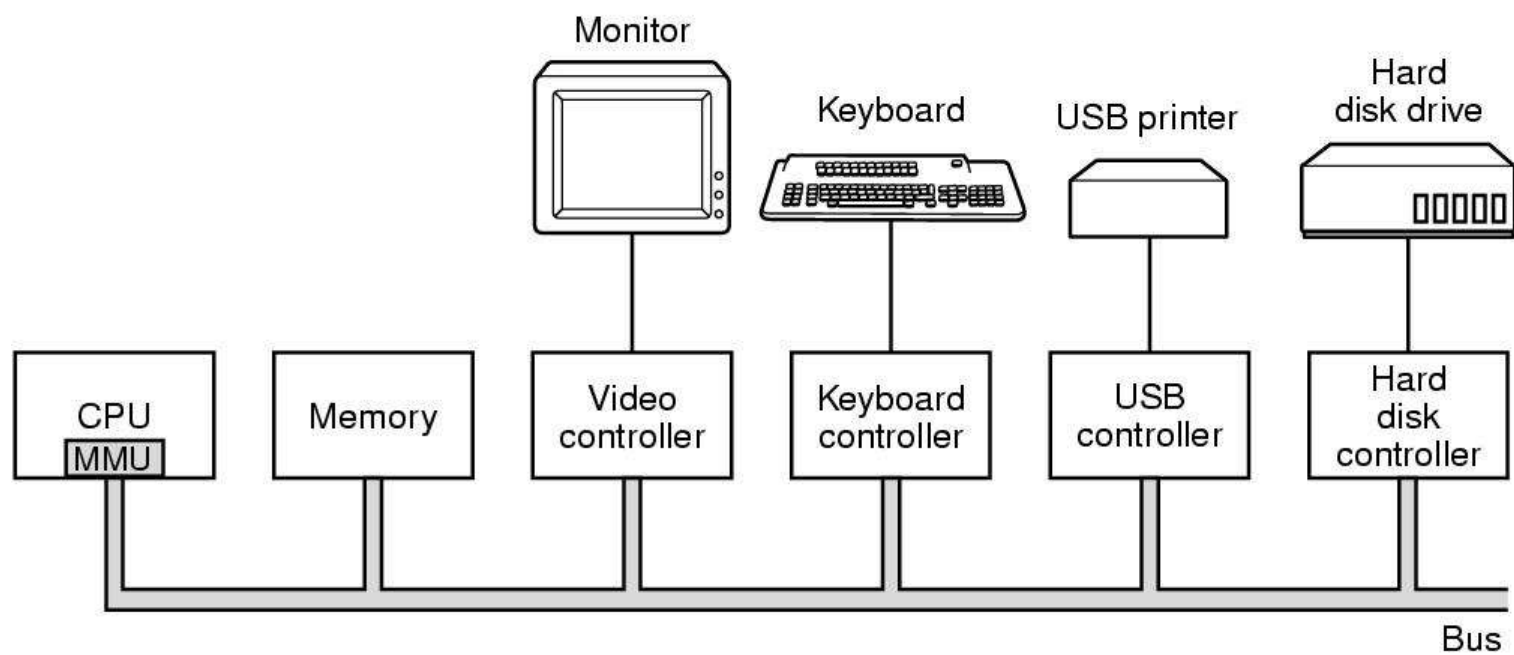 Monitor
Keyboard
USB printer
Hard
disk drive
CPU
MMU
Memory
Video
controller
Keyboard
controller
USB
controller
Hard
disk
controller
Bus